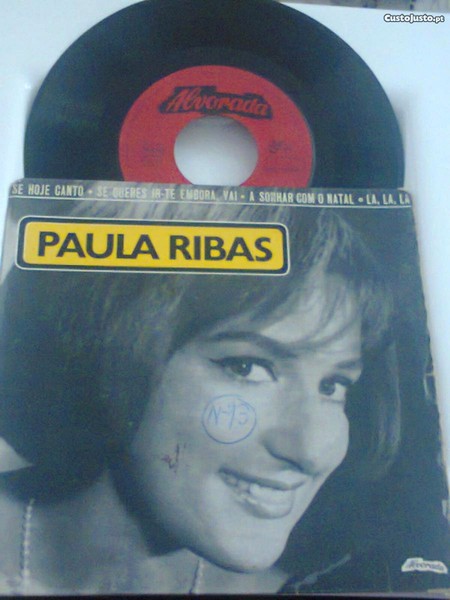 CustoJusto.pt
Alvorada
SE HOJE CANTO • SE QUERES IR-TE EMBORA, VAI • A SONHAR COM O NATAL • LA, LA, LA
PAULA RIBAS
N-13
Alvorada